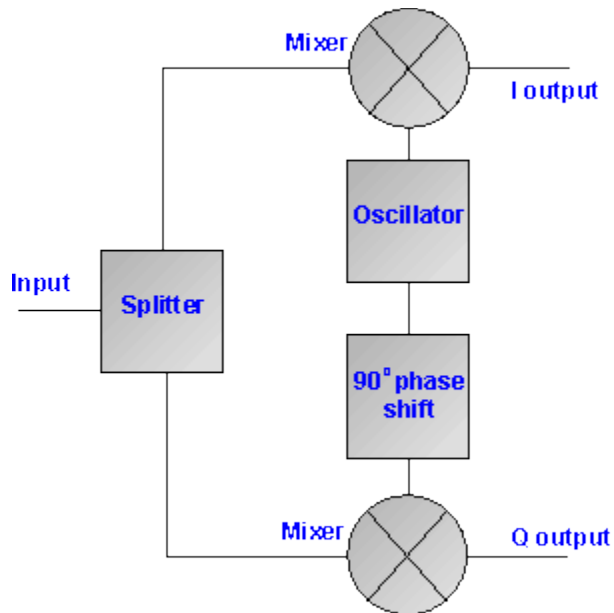 Mixer
I output
Oscillator
Input
Splitter
90° phase
shift
Mixer
Q output